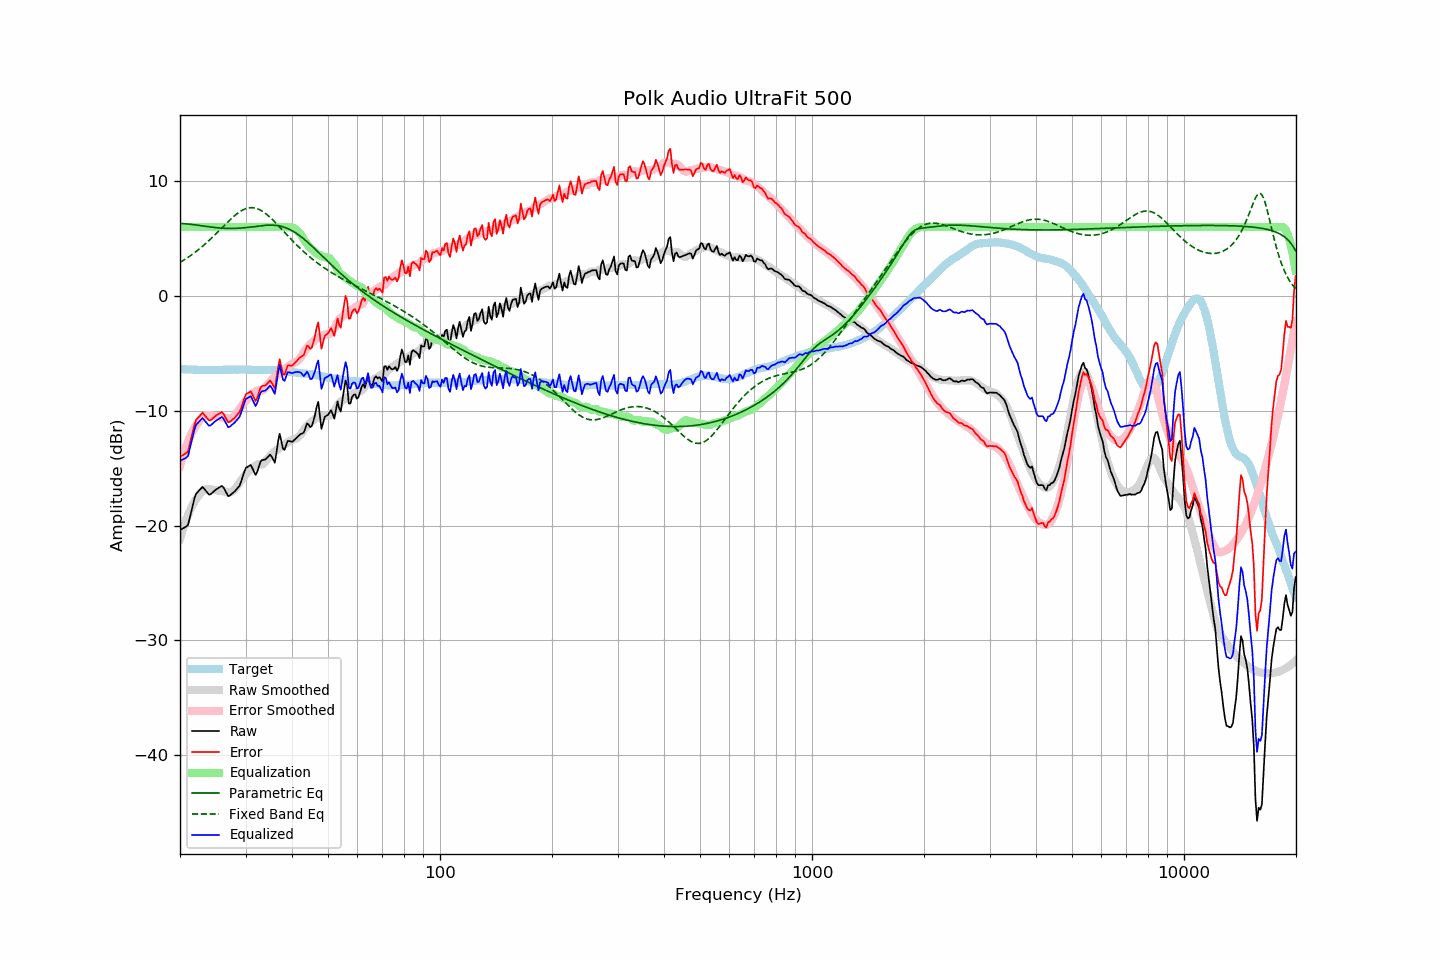 Polk Audio UltraFit 500
10
0
−10
−20
−30
−40
Amplitude (dBr)
Target
Raw Smoothed
Error Smoothed
Raw
Error
Equalization
Parametric Eq
Fixed Band Eq
Equalized
100
1000
10000
Frequency (Hz)